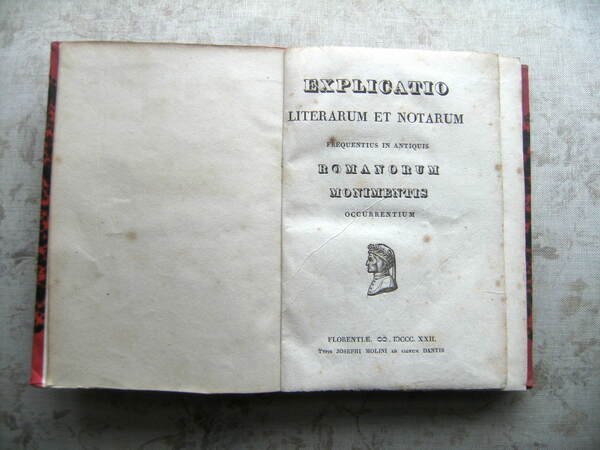 EXPLICATIO
LITERARUM ET NOTARUM
FREQUENTIUS IN ANTIQUIS
ROMANORUM
MONIMENTIS
OCCURRENTIUM
FLORENTIÆ. ꝏ. IↃCCC. XXII.
TYPIS JOSEPHI MOLINI AD SIGNUM DANTIS